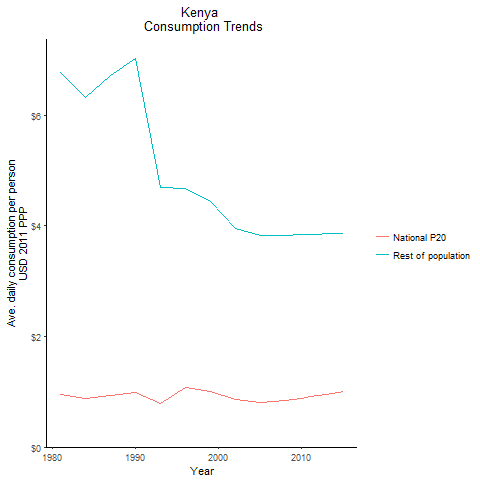 Kenya
Consumption Trends
Ave. daily consumption per person
USD 2011 PPP
$6
$4
$2
$0
1980
1990
2000
2010
Year
National P20
Rest of population